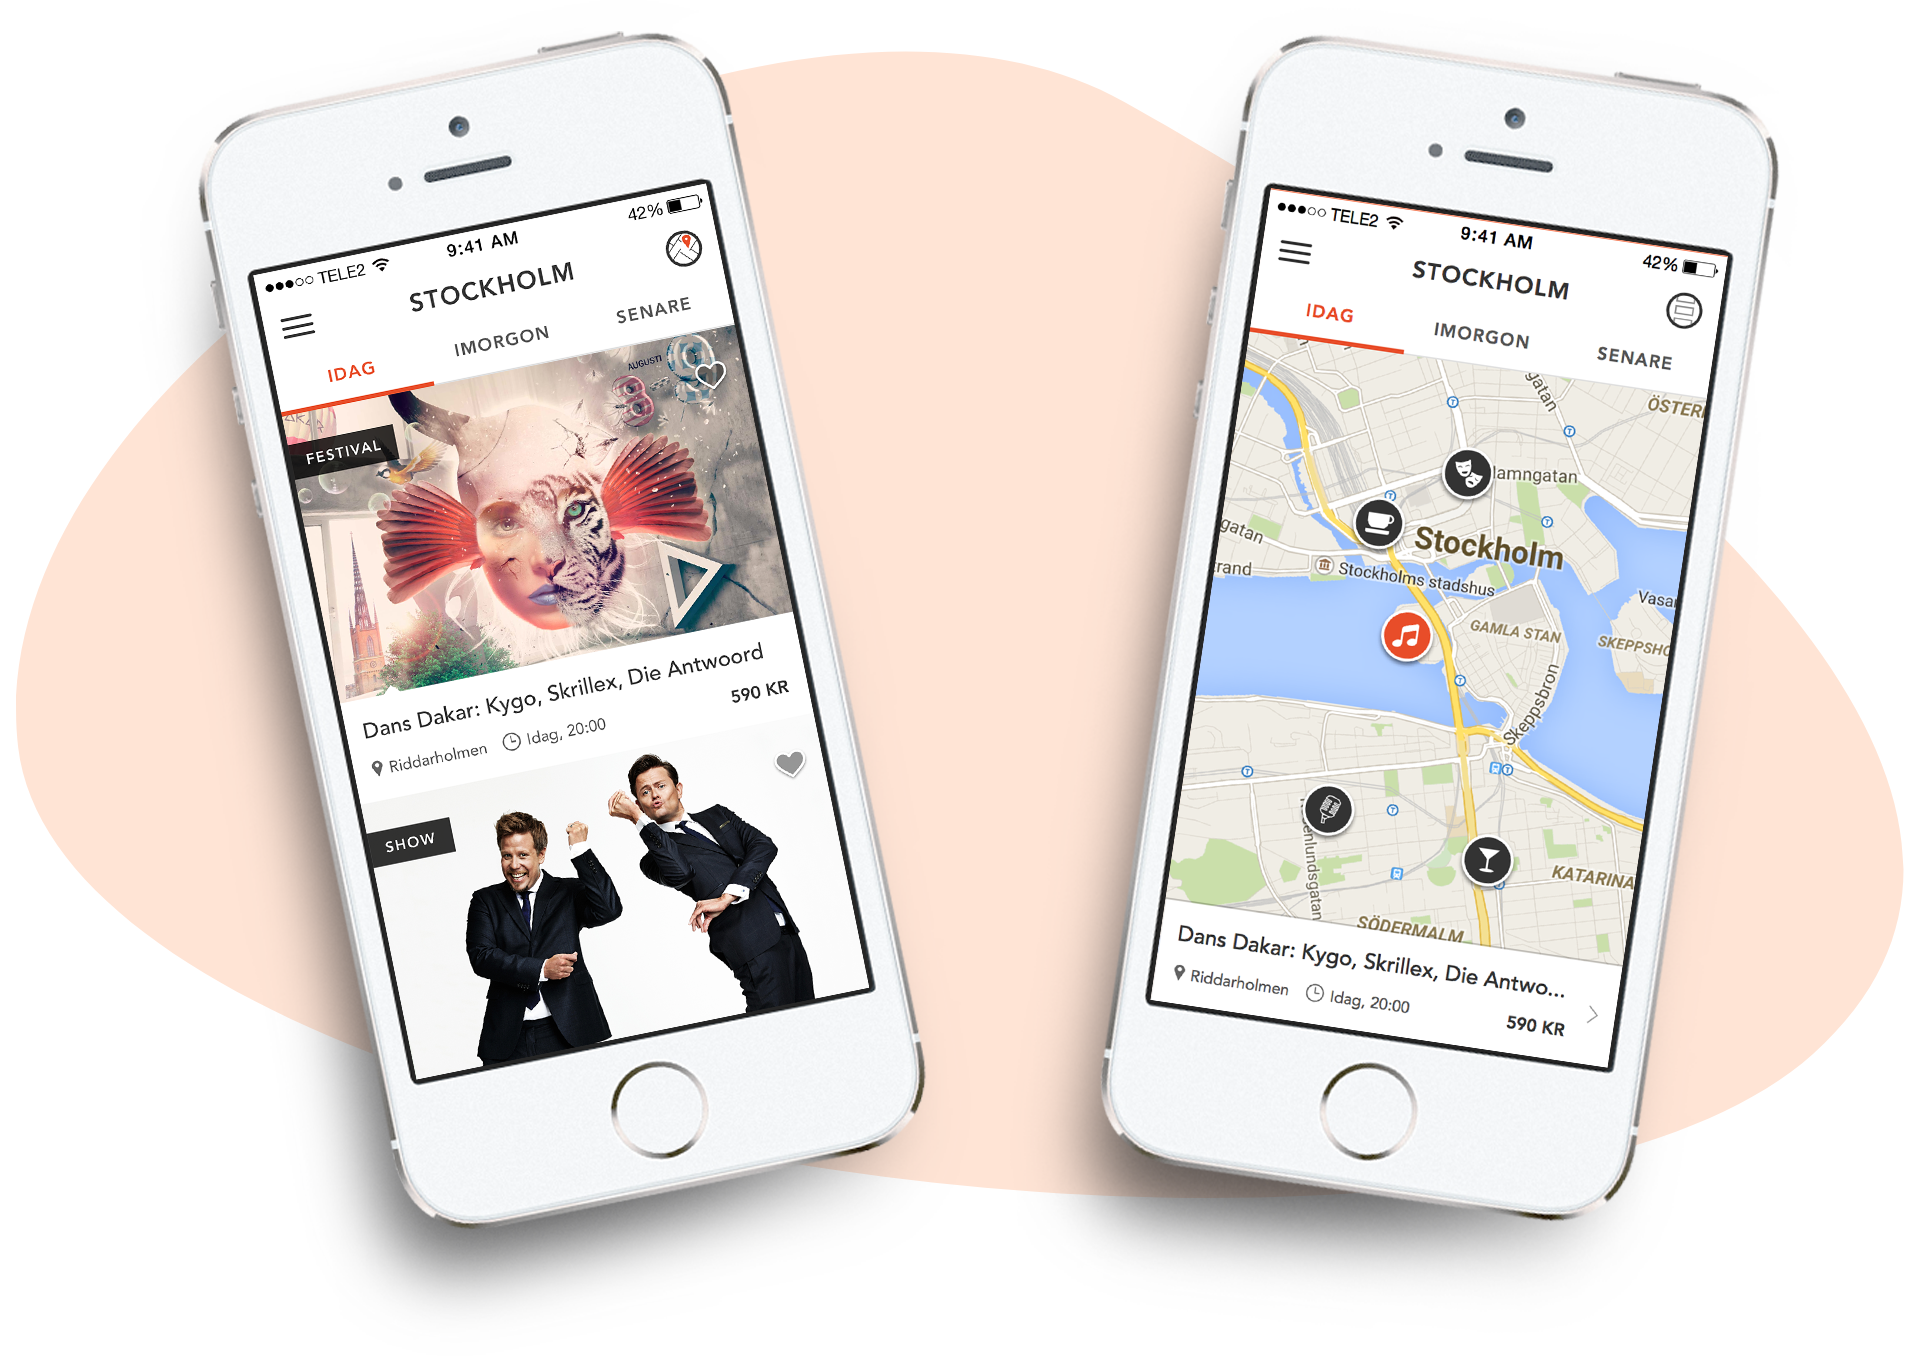 TELE2
9:41 AM
42%
STOCKHOLM
IDAG
IMORGON
SENARE
AUGUSTI
8-9
FESTIVAL
Dans Dakar: Kygo, Skrillex, Die Antwoord
Riddarholmen
Idag, 20:00
590 KR
SHOW
TELE2
9:41 AM
42%
STOCKHOLM
IDAG
IMORGON
SENARE
gatan
ÖSTER
lamngatan
gatan
Stockholm
trand
Stockholms stadshus
Vasa
GAMLA STAN
SKEPPSHO
Skeppsbron
enlundsgatan
KATARINA
SÖDERMALM
Dans Dakar: Kygo, Skrillex, Die Antwo...
Riddarholmen
Idag, 20:00
590 KR